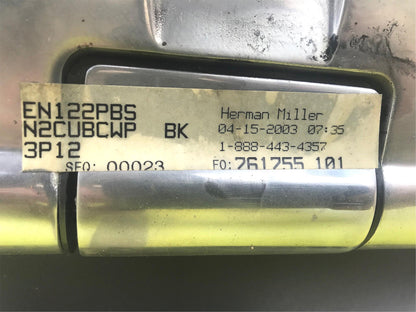 EN122PBS Herman Miller
N2CUBCWP BK 04-15-2003 07:35
3P12 1-888-443-4357
SEQ: 00023 FO: 761755 101